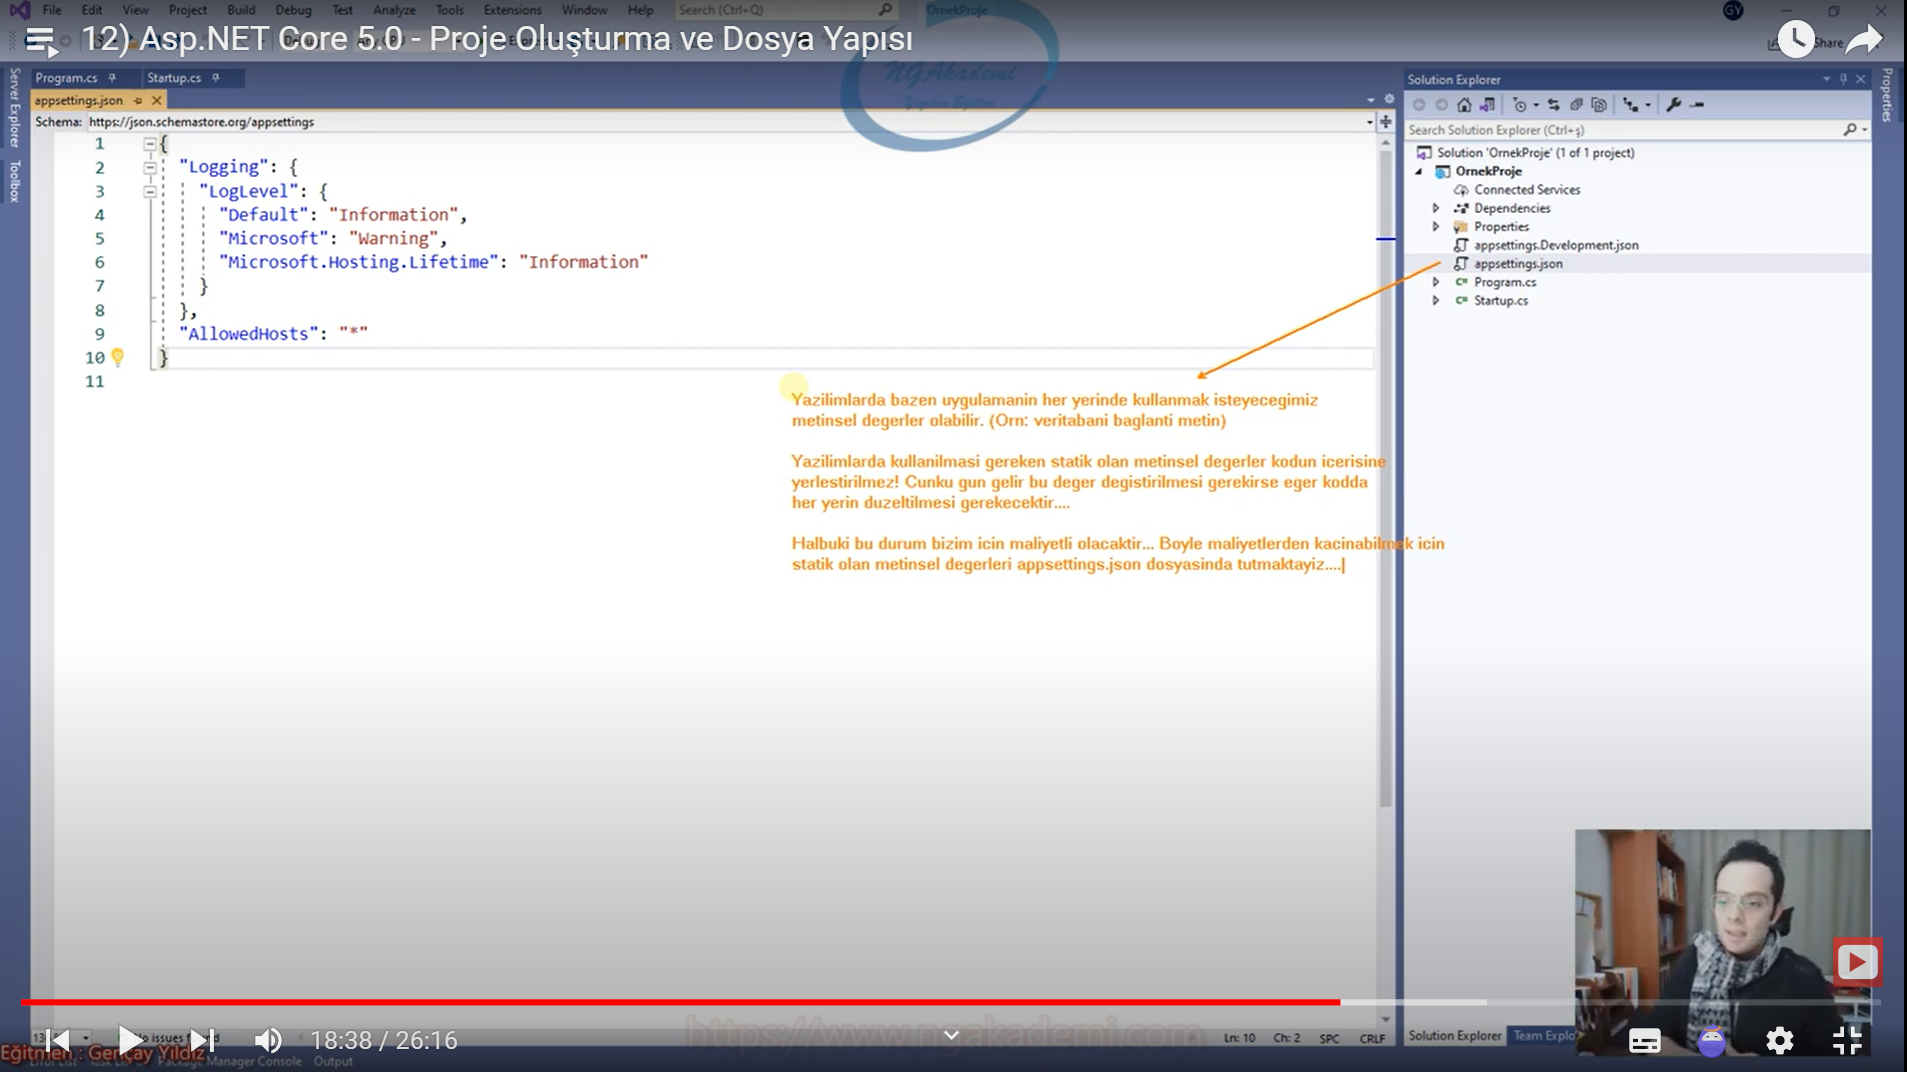 File Edit View Project Build Debug Test Analyze Tools Extensions Window Help Search (Ctrl+Q) OrnekProje GY
12) Asp.NET Core 5.0 - Proje Oluşturma ve Dosya Yapısı
Share
NGAkademi
Server Explorer
Toolbox
Program.cs Startup.cs
appsettings.json
Schema: https://json.schemastore.org/appsettings
1 {
2 "Logging": {
3 "LogLevel": {
4 "Default": "Information",
5 "Microsoft": "Warning",
6 "Microsoft.Hosting.Lifetime": "Information"
7 }
8 },
9 "AllowedHosts": "*"
10 }
11
Yazilimlarda bazen uygulamanin her yerinde kullanmak isteyecegimiz
metinsel degerler olabilir. (Orn: veritabani baglanti metin)
Yazilimlarda kullanilmasi gereken statik olan metinsel degerler kodun icerisine
yerlestirilmez! Cunku gun gelir bu deger degistirilmesi gerekirse eger kodda
her yerin duzeltilmesi gerekecektir....
Halbuki bu durum bizim icin maliyetli olacaktir... Boyle maliyetlerden kacinabilmek icin
statik olan metinsel degerleri appsettings.json dosyasinda tutmaktayiz....
Solution Explorer
Search Solution Explorer (Ctrl+ş)
Solution 'OrnekProje' (1 of 1 project)
OrnekProje
Connected Services
Dependencies
Properties
appsettings.Development.json
appsettings.json
Program.cs
Startup.cs
Properties
18:38 / 26:16
https://www.ngakademi.com
Ln: 10 Ch: 2 SPC CRLF
Solution Explorer Team Explo
Eğitmen : Gençay Yıldız
Package Manager Console Output